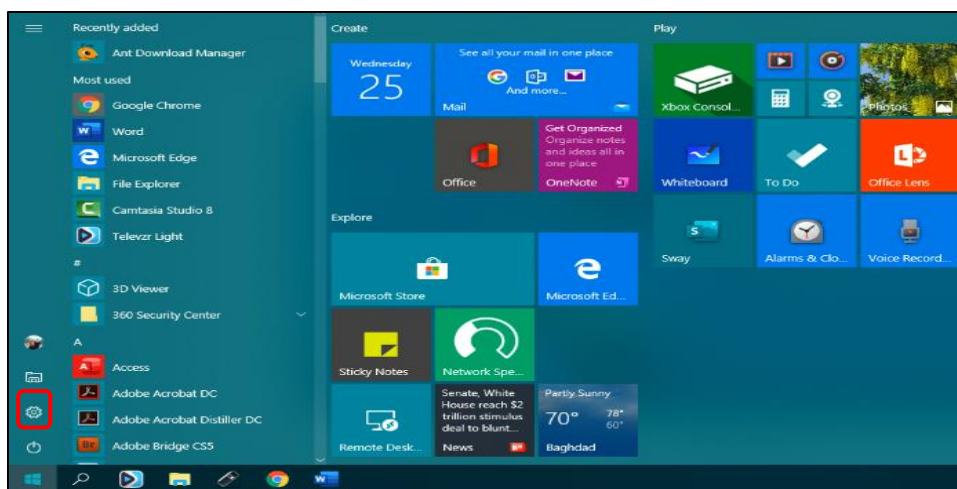 Recently added
Ant Download Manager
Most used
Google Chrome
Word
Microsoft Edge
File Explorer
Camtasia Studio 8
Televzr Light
#
3D Viewer
360 Security Center
A
Access
Adobe Acrobat DC
Adobe Acrobat Distiller DC
Adobe Bridge CS5
Create
Wednesday
25
See all your mail in one place
And more...
Mail
Office
Get Organized
Organize notes
and ideas all in
one place
OneNote
Explore
Microsoft Store
Microsoft Ed...
Sticky Notes
Network Spe...
Remote Desk...
Senate, White
House reach $2
trillion stimulus
deal to blunt...
News
Partly Sunny
70° 78°
60°
Baghdad
Play
Xbox Consol...
Photos
Whiteboard
To Do
Office Lens
Sway
Alarms & Clo...
Voice Record...